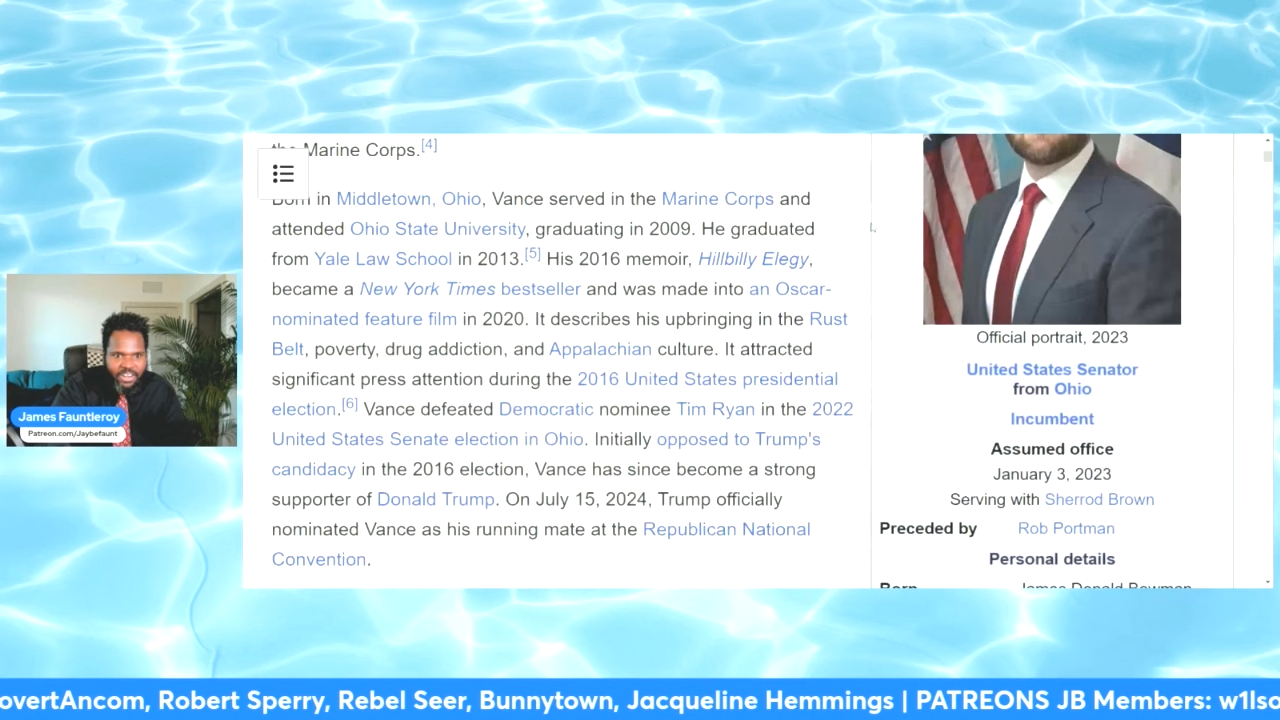 the Marine Corps.[4]
Born in Middletown, Ohio, Vance served in the Marine Corps and
attended Ohio State University, graduating in 2009. He graduated
from Yale Law School in 2013.[5] His 2016 memoir, Hillbilly Elegy,
became a New York Times bestseller and was made into an Oscar-
nominated feature film in 2020. It describes his upbringing in the Rust
Belt, poverty, drug addiction, and Appalachian culture. It attracted
significant press attention during the 2016 United States presidential
election.[6] Vance defeated Democratic nominee Tim Ryan in the 2022
United States Senate election in Ohio. Initially opposed to Trump's
candidacy in the 2016 election, Vance has since become a strong
supporter of Donald Trump. On July 15, 2024, Trump officially
nominated Vance as his running mate at the Republican National
Convention.
Official portrait, 2023
United States Senator
from Ohio
Incumbent
Assumed office
January 3, 2023
Serving with Sherrod Brown
Preceded by Rob Portman
Personal details
Born James Donald Bowman
James Fauntleroy
Patreon.com/Jaybefaunt
overtAncom, Robert Sperry, Rebel Seer, Bunnytown, Jacqueline Hemmings | PATREONS JB Members: w1lsc